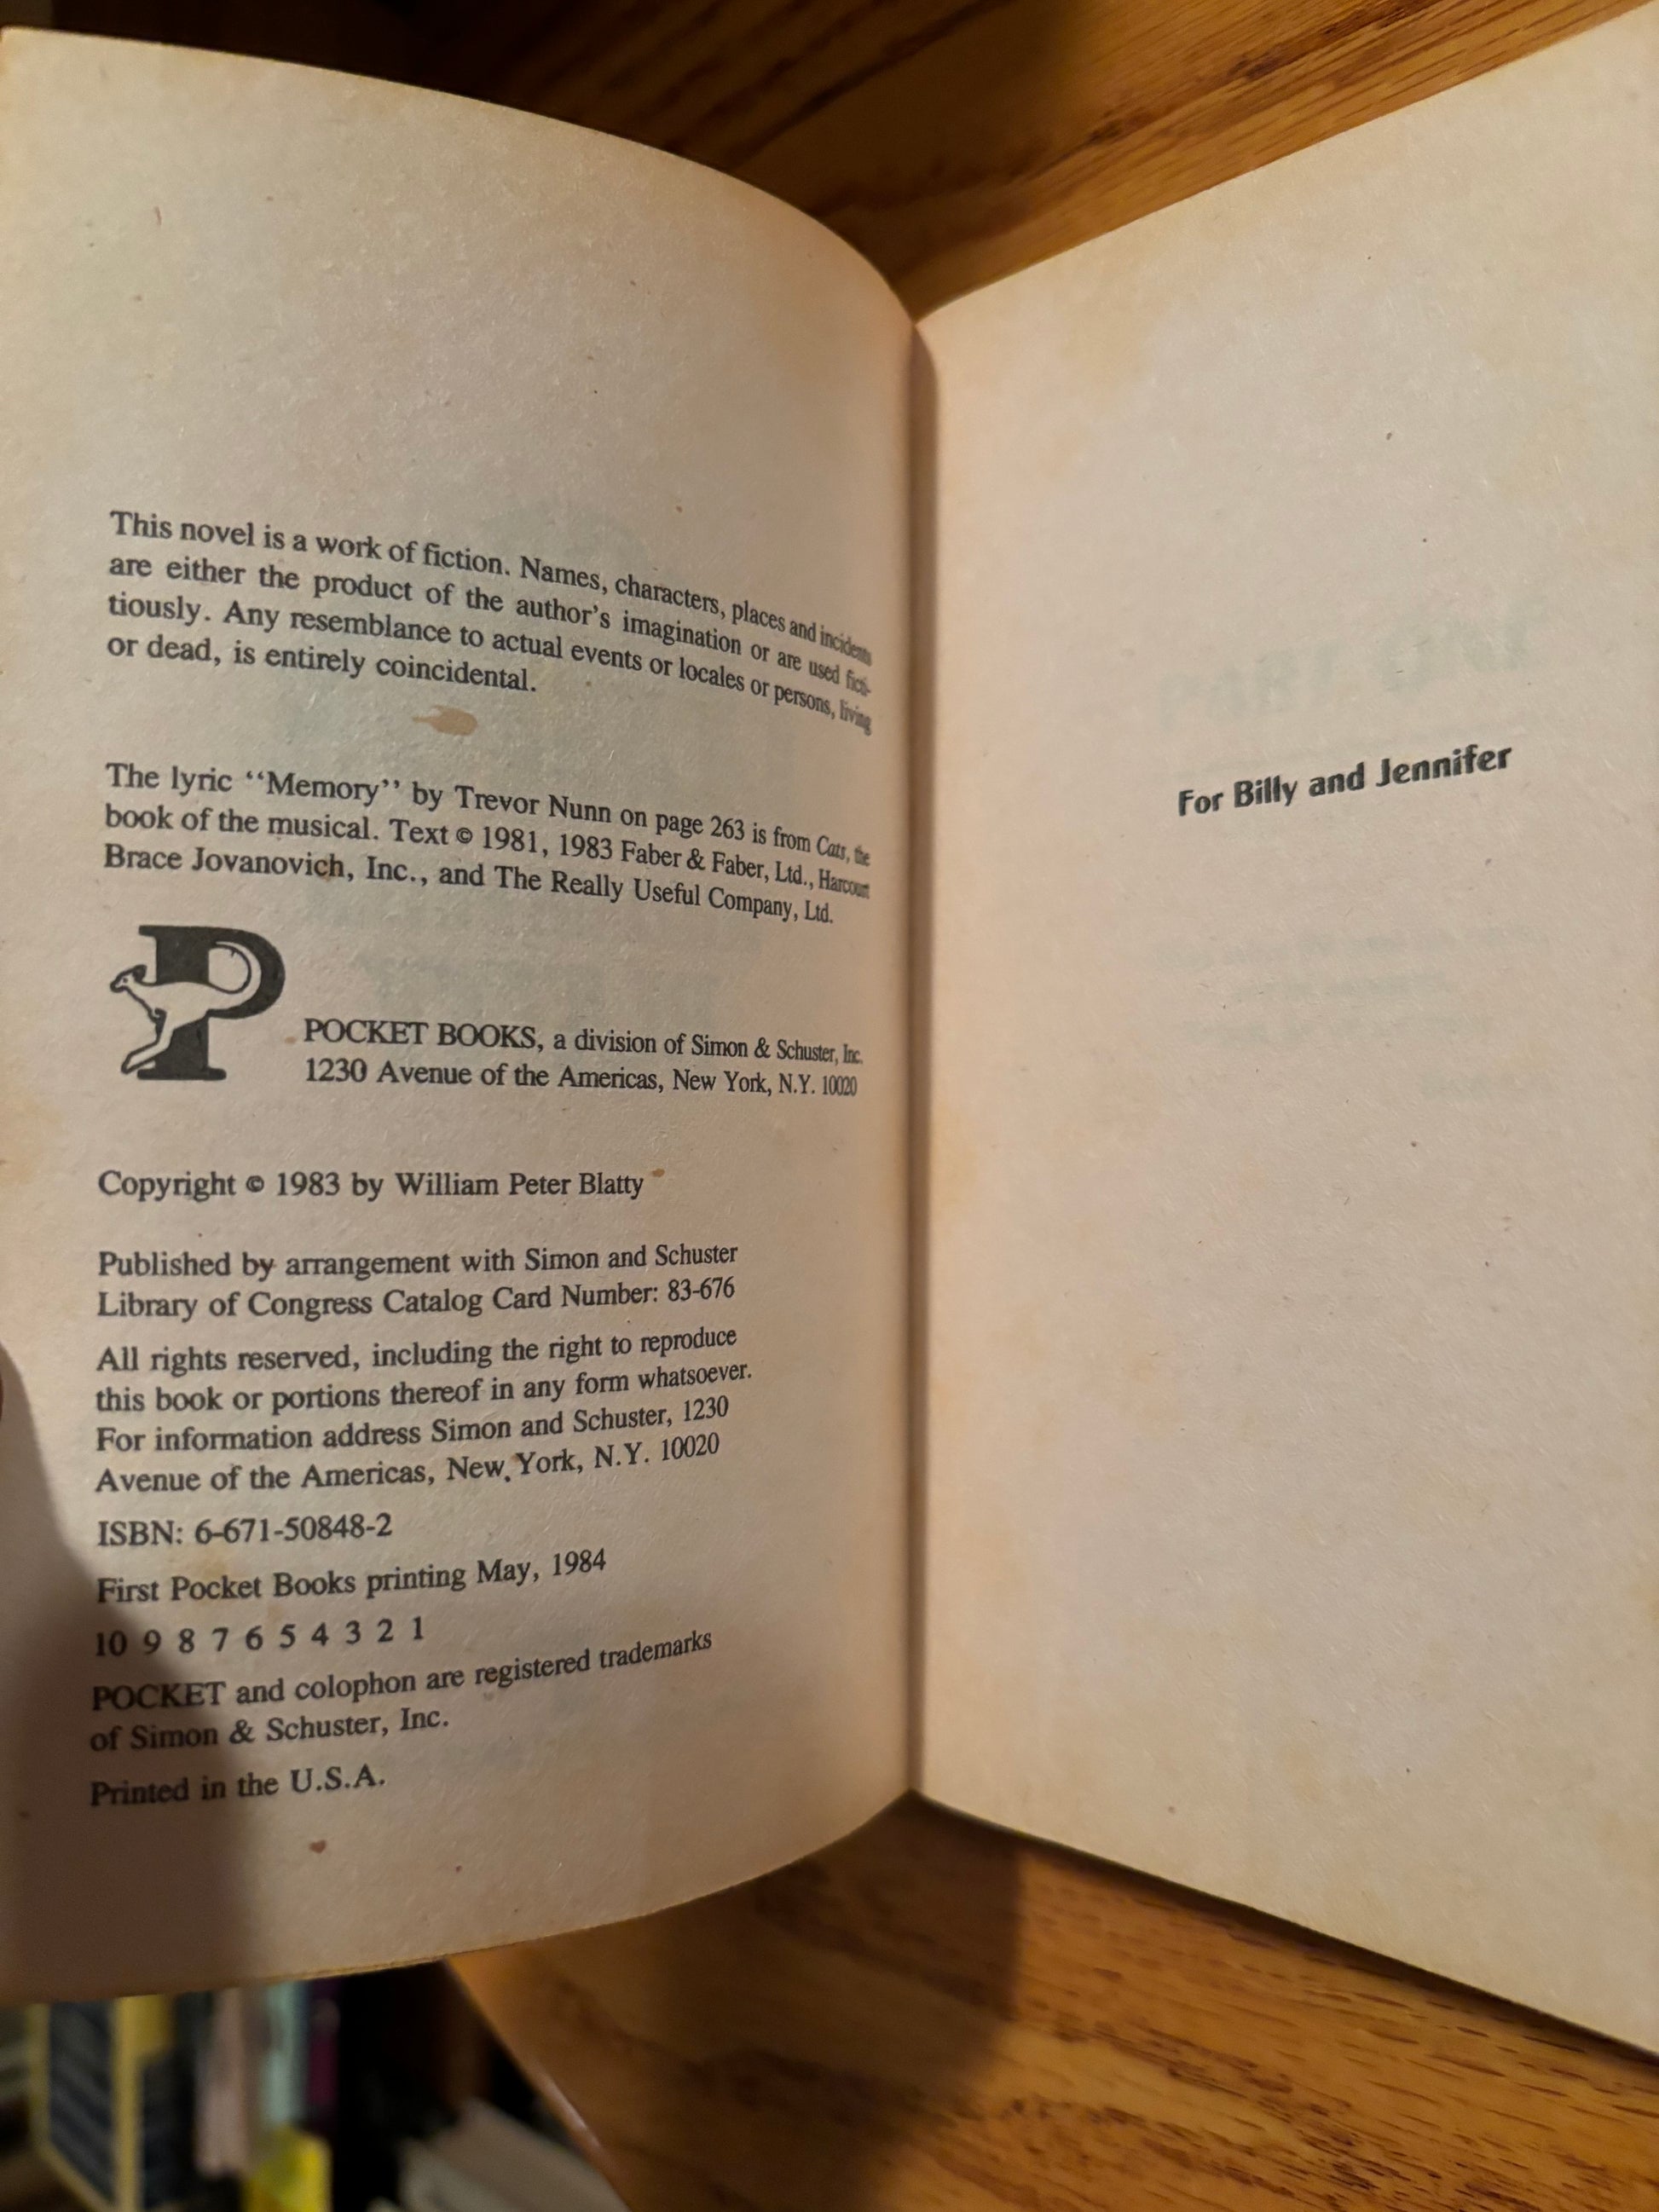 This novel is a work of fiction. Names, characters, places and incidents
are either the product of the author's imagination or are used ficti-
tiously. Any resemblance to actual events or locales or persons, living
or dead, is entirely coincidental.
The lyric “Memory” by Trevor Nunn on page 263 is from Cats, the
book of the musical. Text © 1981, 1983 Faber & Faber, Ltd., Harcourt
Brace Jovanovich, Inc., and The Really Useful Company, Ltd.
P
POCKET BOOKS, a division of Simon & Schuster, Inc.
1230 Avenue of the Americas, New York, N.Y. 10020
Copyright © 1983 by William Peter Blatty
Published by arrangement with Simon and Schuster
Library of Congress Catalog Card Number: 83-676
All rights reserved, including the right to reproduce
this book or portions thereof in any form whatsoever.
For information address Simon and Schuster, 1230
Avenue of the Americas, New York, N.Y. 10020
ISBN: 6-671-50848-2
First Pocket Books printing May, 1984
10 9 8 7 6 5 4 3 2 1
POCKET and colophon are registered trademarks
of Simon & Schuster, Inc.
Printed in the U.S.A.
For Billy and Jennifer